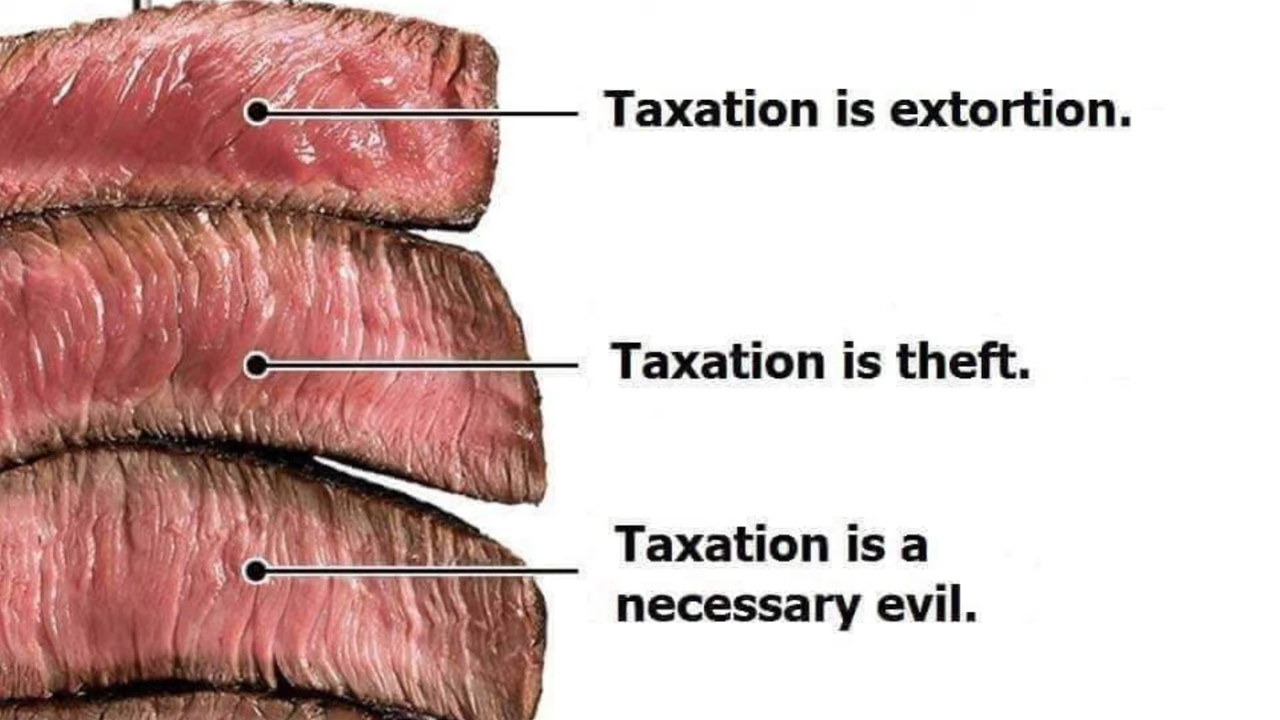 Taxation is extortion.
Taxation is theft.
Taxation is a
necessary evil.